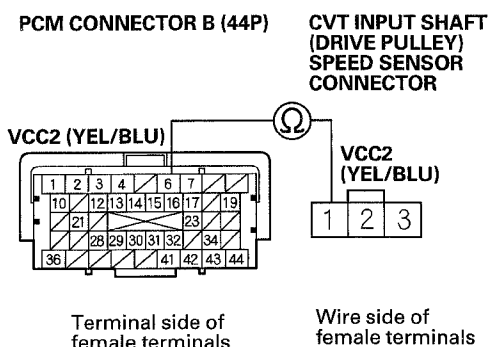 PCM CONNECTOR B (44P)
CVT INPUT SHAFT
(DRIVE PULLEY)
SPEED SENSOR
CONNECTOR
Ω
VCC2 (YEL/BLU)
VCC2
(YEL/BLU)
1 2 3 4 6 7
10 12 13 14 15 16 17 19
21 23
28 29 30 31 32 34
36 41 42 43 44
1 2 3
Terminal side of
female terminals
Wire side of
female terminals